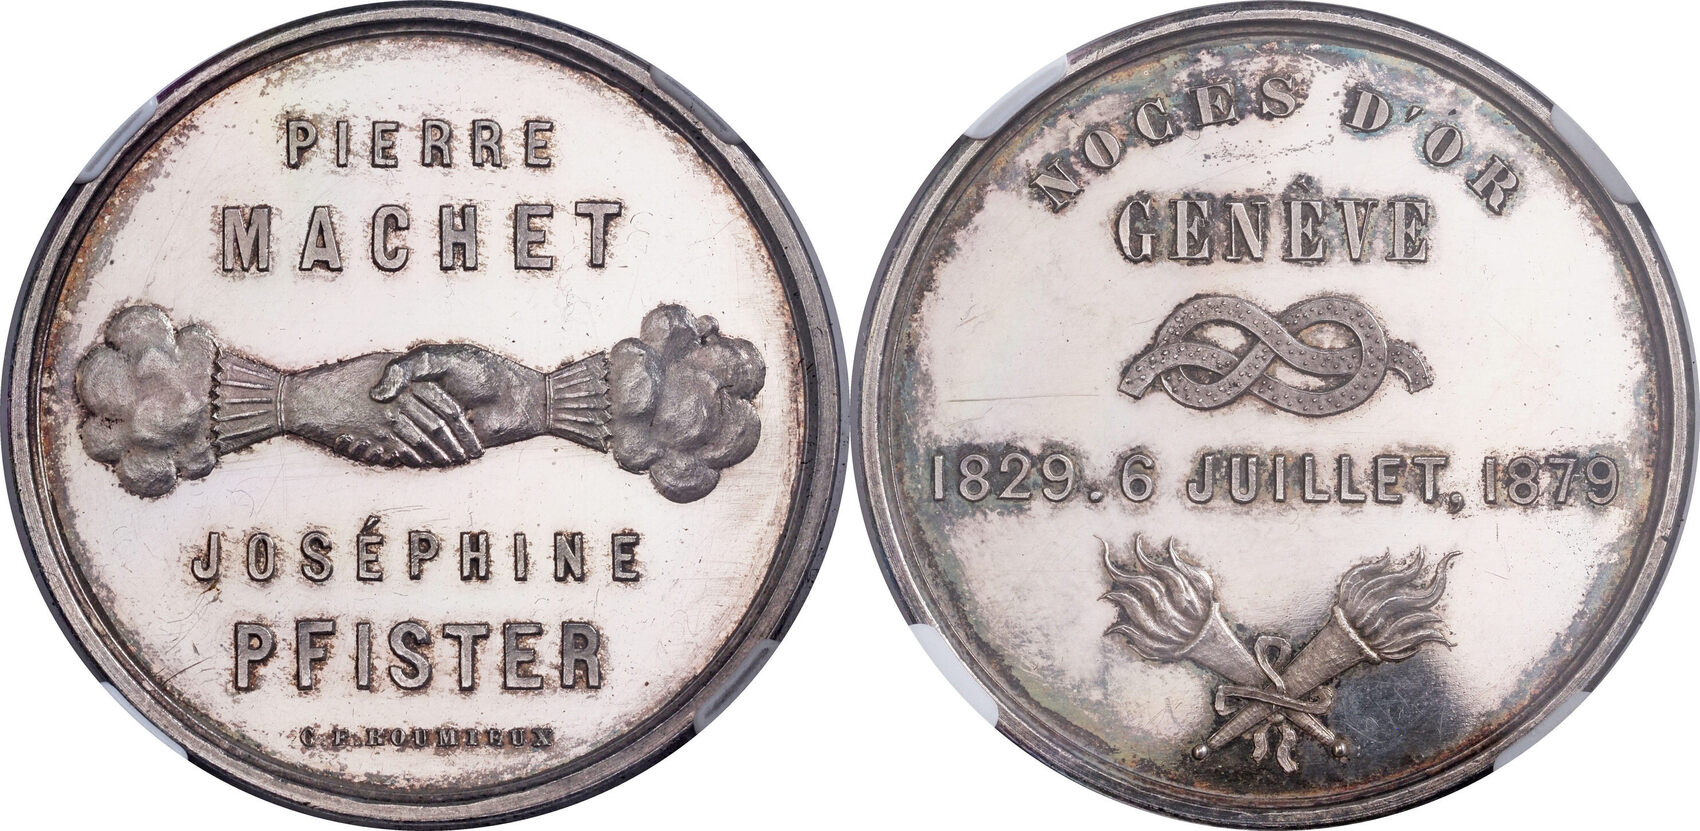 PIERRE
MACHET
JOSÉPHINE
PFISTER
C. F. ROUMIEUX
NOCES D'OR
GENÈVE
1829. 6 JUILLET, 1879